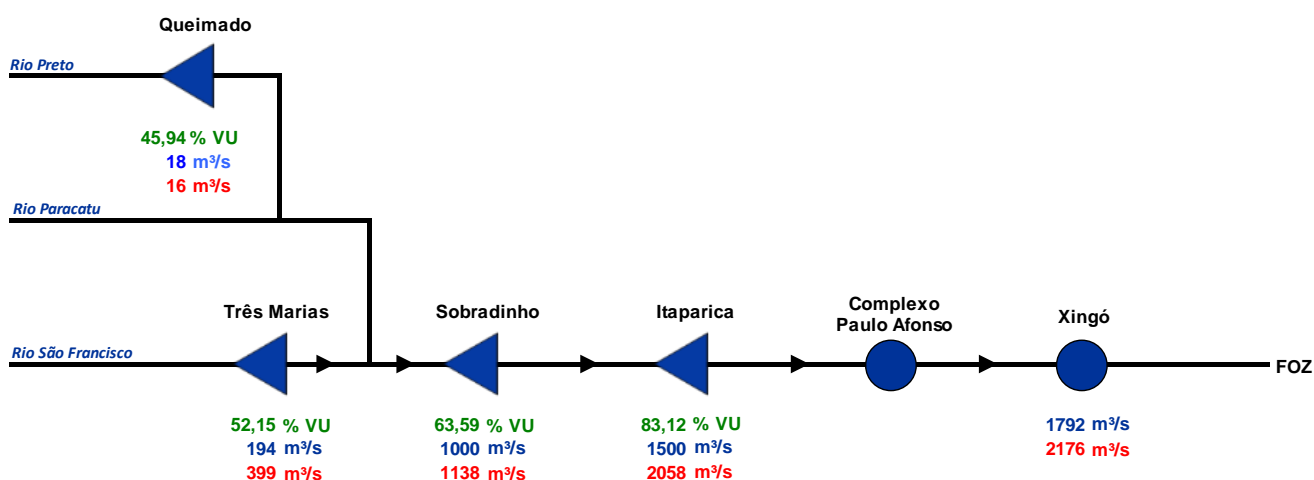 Queimado
Rio Preto
45,94 % VU
18 m³/s
16 m³/s
Rio Paracatu
Três Marias
Sobradinho
Itaparica
Complexo
Paulo Afonso
Xingó
Rio São Francisco
FOZ
52,15 % VU
194 m³/s
399 m³/s
63,59 % VU
1000 m³/s
1138 m³/s
83,12 % VU
1500 m³/s
2058 m³/s
1792 m³/s
2176 m³/s